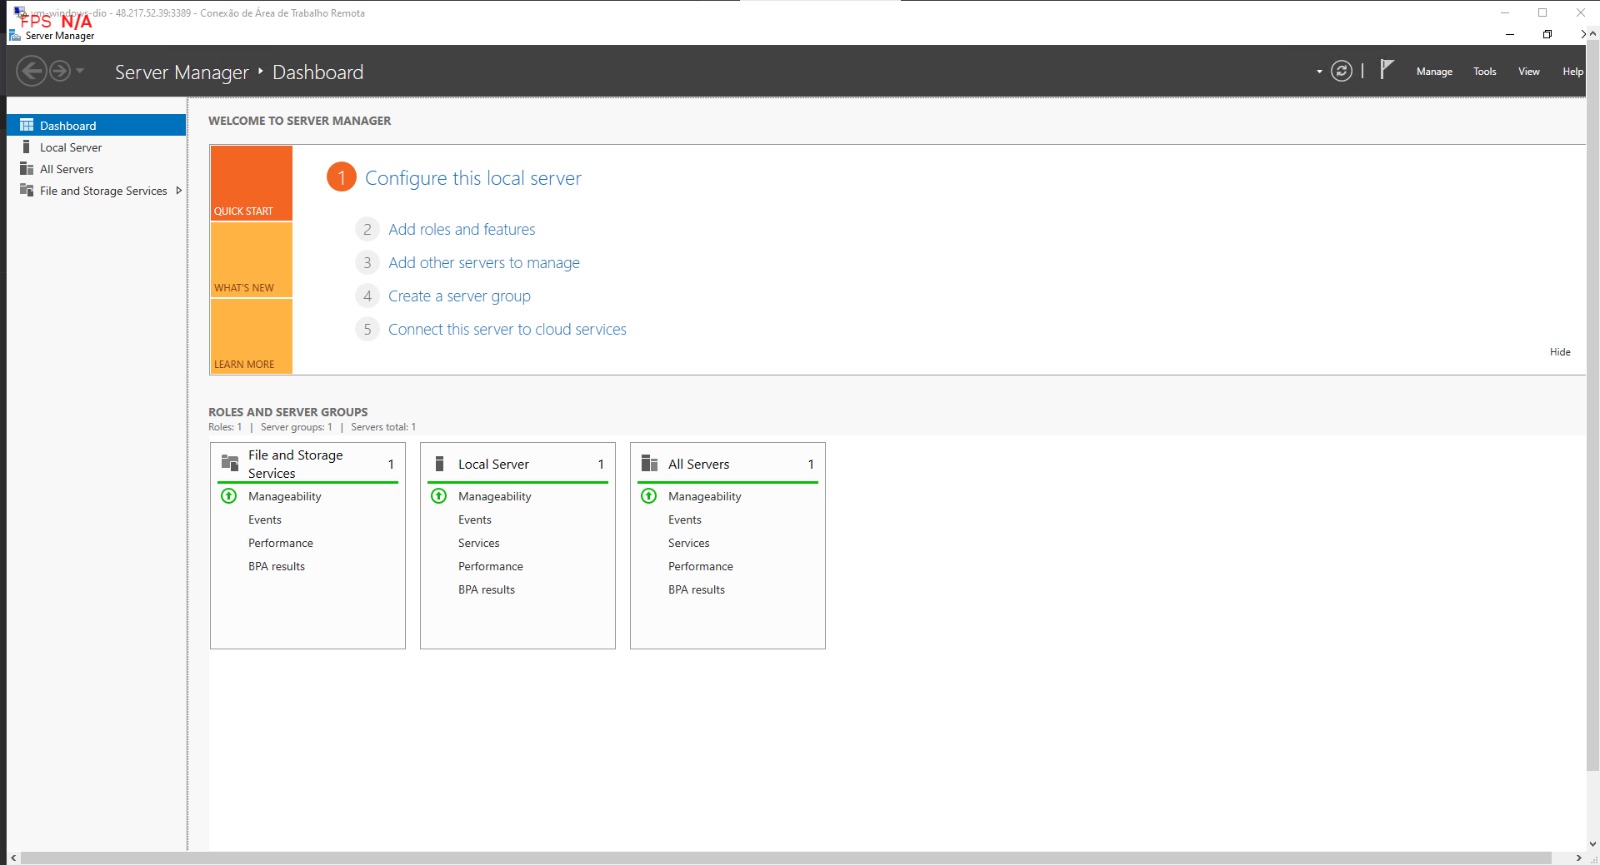 vm-windows-dio - 48.217.52.39:3389 - Conexão de Área de Trabalho Remota
FPS N/A
Server Manager
Server Manager ‣ Dashboard
Manage Tools View Help
Dashboard
Local Server
All Servers
File and Storage Services
WELCOME TO SERVER MANAGER
QUICK START
WHAT'S NEW
LEARN MORE
1 Configure this local server
2 Add roles and features
3 Add other servers to manage
4 Create a server group
5 Connect this server to cloud services
Hide
ROLES AND SERVER GROUPS
Roles: 1 | Server groups: 1 | Servers total: 1
File and Storage
Services 1
Manageability
Events
Performance
BPA results
Local Server 1
Manageability
Events
Services
Performance
BPA results
All Servers 1
Manageability
Events
Services
Performance
BPA results